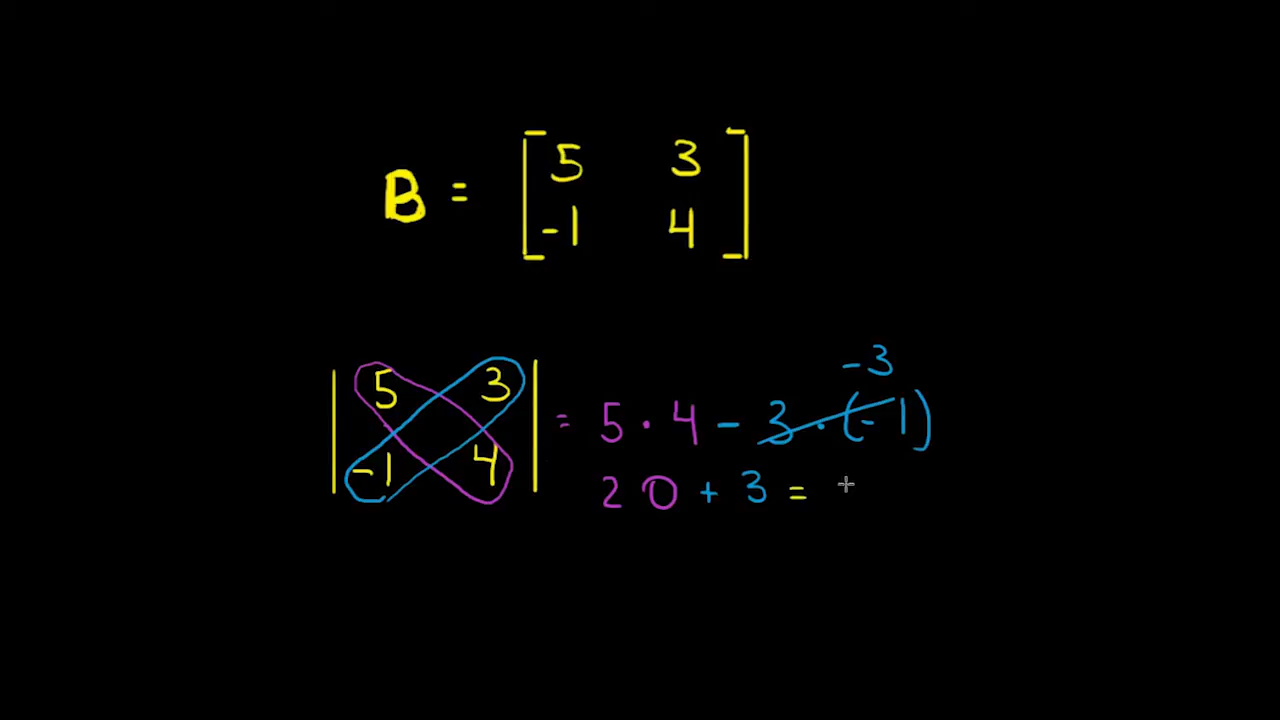 B = [ 5 3
-1 4 ]
-3
| 5 3 | = 5 · 4 - 3 · (-1)
| -1 4 |
20 + 3 =